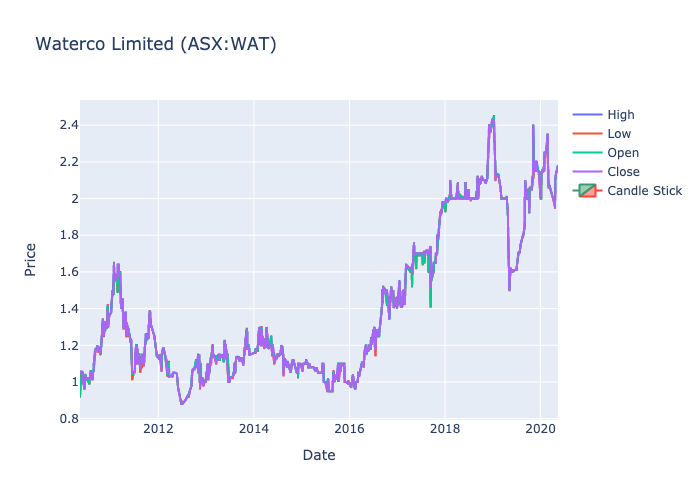 Waterco Limited (ASX:WAT)
High
Low
Open
Close
Candle Stick
2.4
2.2
2
1.8
1.6
1.4
1.2
1
0.8
Price
2012
2014
2016
2018
2020
Date